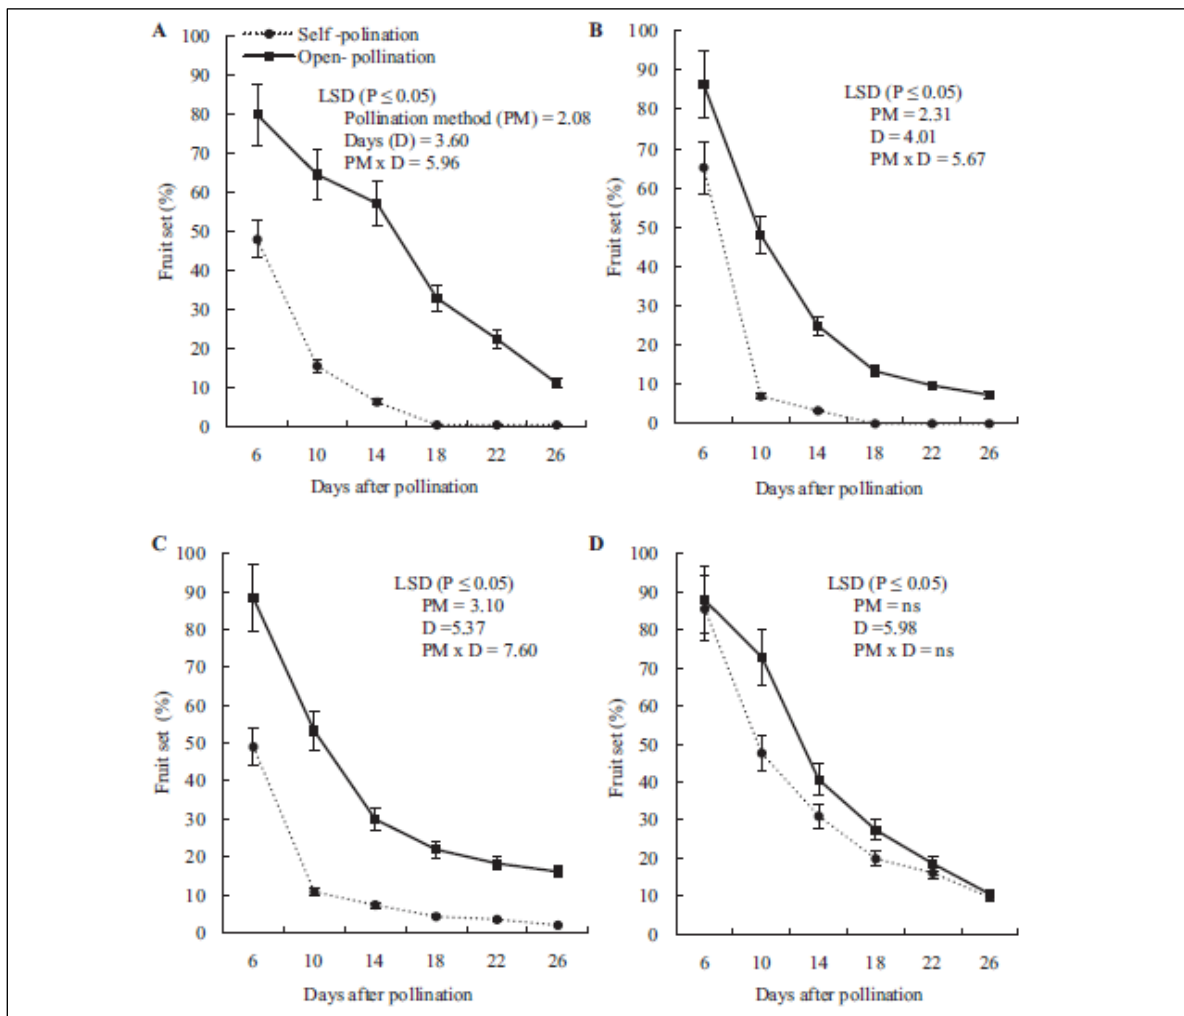 A
Self -polination
Open- pollination
LSD (P ≤ 0.05)
Pollination method (PM) = 2.08
Days (D) = 3.60
PM x D = 5.96
Fruit set (%)
100
90
80
70
60
50
40
30
20
10
0
6 10 14 18 22 26
Days after pollination
B
LSD (P ≤ 0.05)
PM = 2.31
D = 4.01
PM x D = 5.67
Fruit set (%)
100
90
80
70
60
50
40
30
20
10
0
6 10 14 18 22 26
Days after pollination
C
LSD (P ≤ 0.05)
PM = 3.10
D =5.37
PM x D = 7.60
Fruit set (%)
100
90
80
70
60
50
40
30
20
10
0
6 10 14 18 22 26
Days after pollination
D
LSD (P ≤ 0.05)
PM = ns
D =5.98
PM x D = ns
Fruit set (%)
100
90
80
70
60
50
40
30
20
10
0
6 10 14 18 22 26
Days after pollination